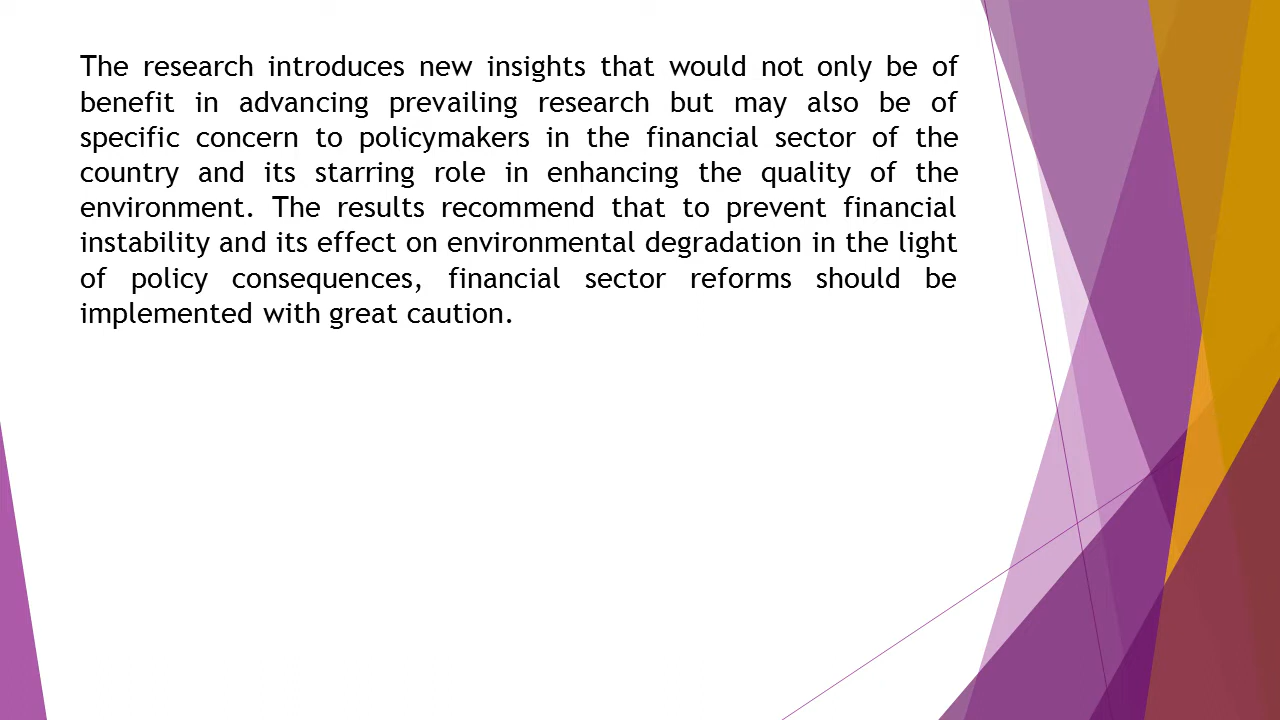 The research introduces new insights that would not only be of
benefit in advancing prevailing research but may also be of
specific concern to policymakers in the financial sector of the
country and its starring role in enhancing the quality of the
environment. The results recommend that to prevent financial
instability and its effect on environmental degradation in the light
of policy consequences, financial sector reforms should be
implemented with great caution.